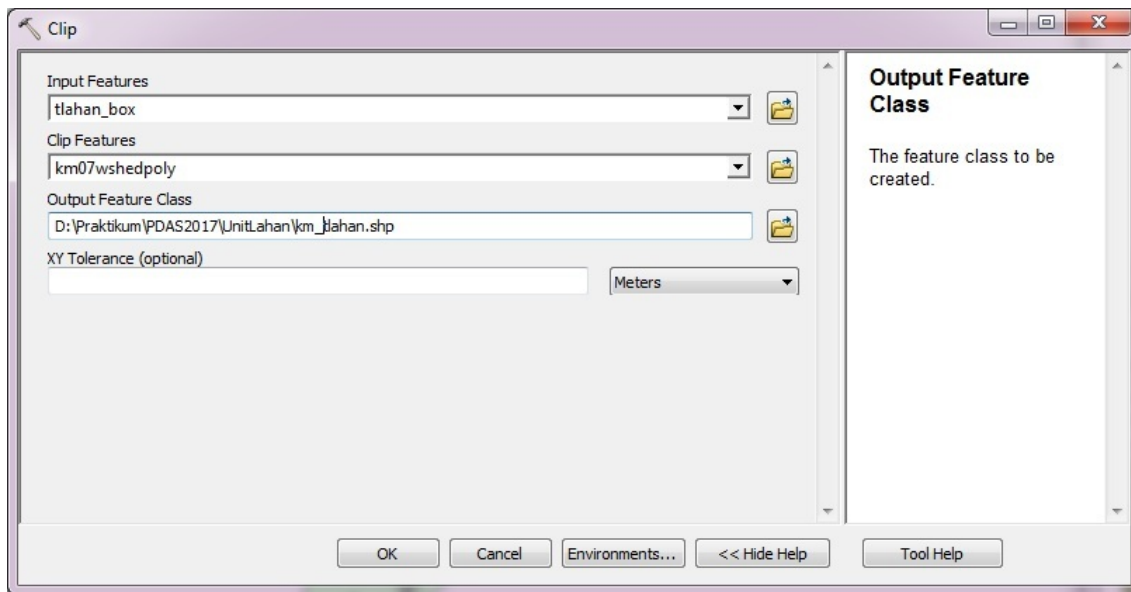 Clip
Input Features
tlahan_box
Clip Features
km07wshedpoly
Output Feature Class
D:\Praktikum\PDAS2017\UnitLahan\km_tlahan.shp
XY Tolerance (optional)
Meters
OK
Cancel
Environments...
<< Hide Help
Output Feature
Class
The feature class to be
created.
Tool Help